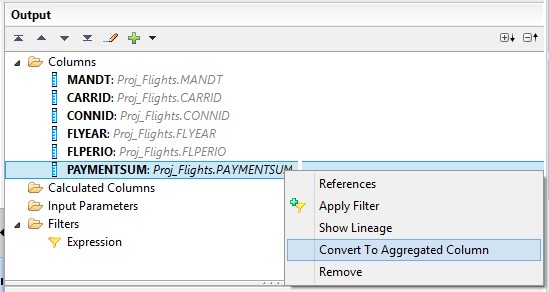 Output
Columns
MANDT: Proj_Flights.MANDT
CARRID: Proj_Flights.CARRID
CONNID: Proj_Flights.CONNID
FLYEAR: Proj_Flights.FLYEAR
FLPERIO: Proj_Flights.FLPERIO
PAYMENTSUM: Proj_Flights.PAYMENTSUM
Calculated Columns
Input Parameters
Filters
Expression
References
Apply Filter
Show Lineage
Convert To Aggregated Column
Remove